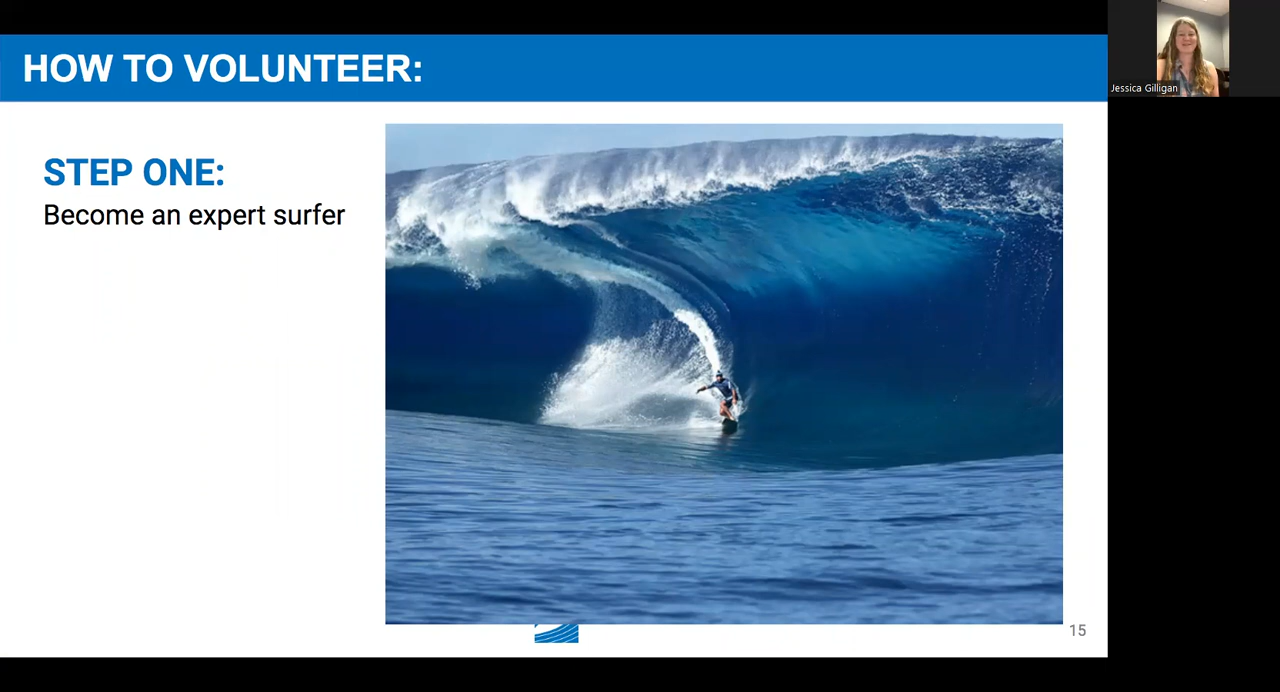 HOW TO VOLUNTEER:
Jessica Gilligan
STEP ONE:
Become an expert surfer
15